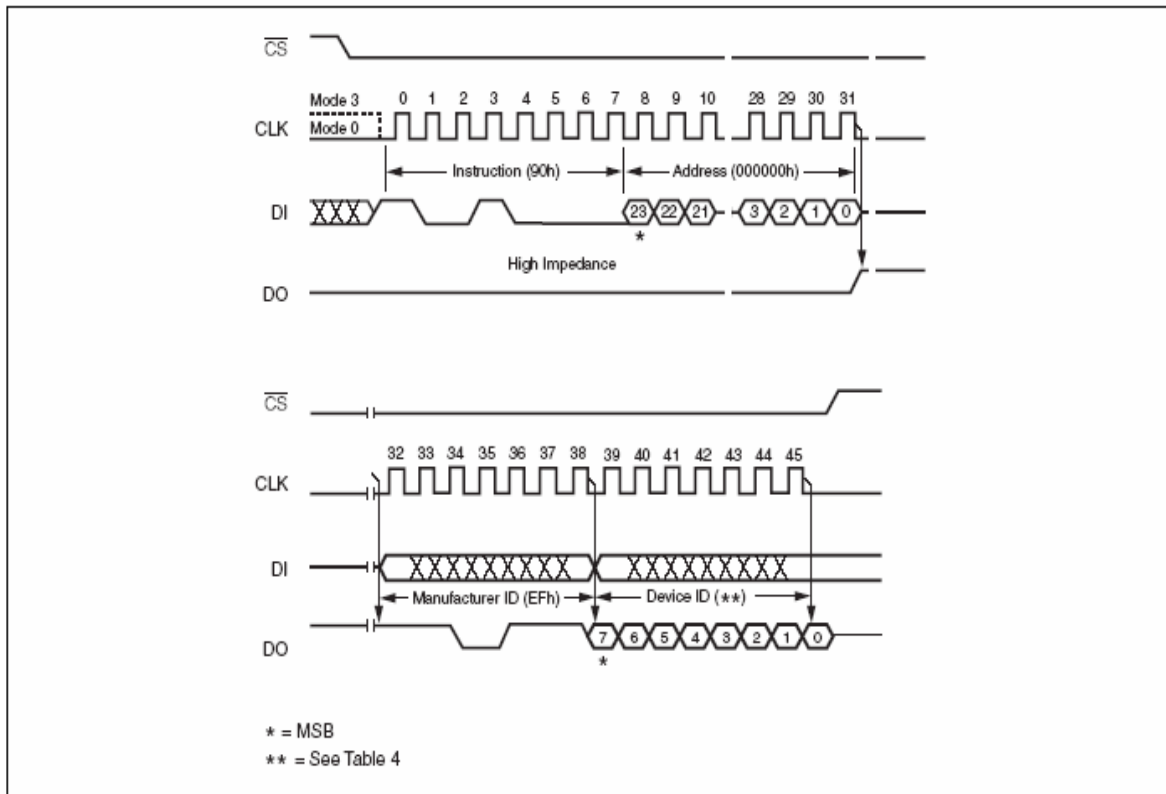 CS
Mode 3 0 1 2 3 4 5 6 7 8 9 10 28 29 30 31
CLK Mode 0
Instruction (90h) Address (000000h)
DI 23 22 21 3 2 1 0
*
High Impedance
DO
CS
32 33 34 35 36 37 38 39 40 41 42 43 44 45
CLK
DI
Manufacturer ID (EFh) Device ID (**)
DO 7 6 5 4 3 2 1 0
*
* = MSB
** = See Table 4